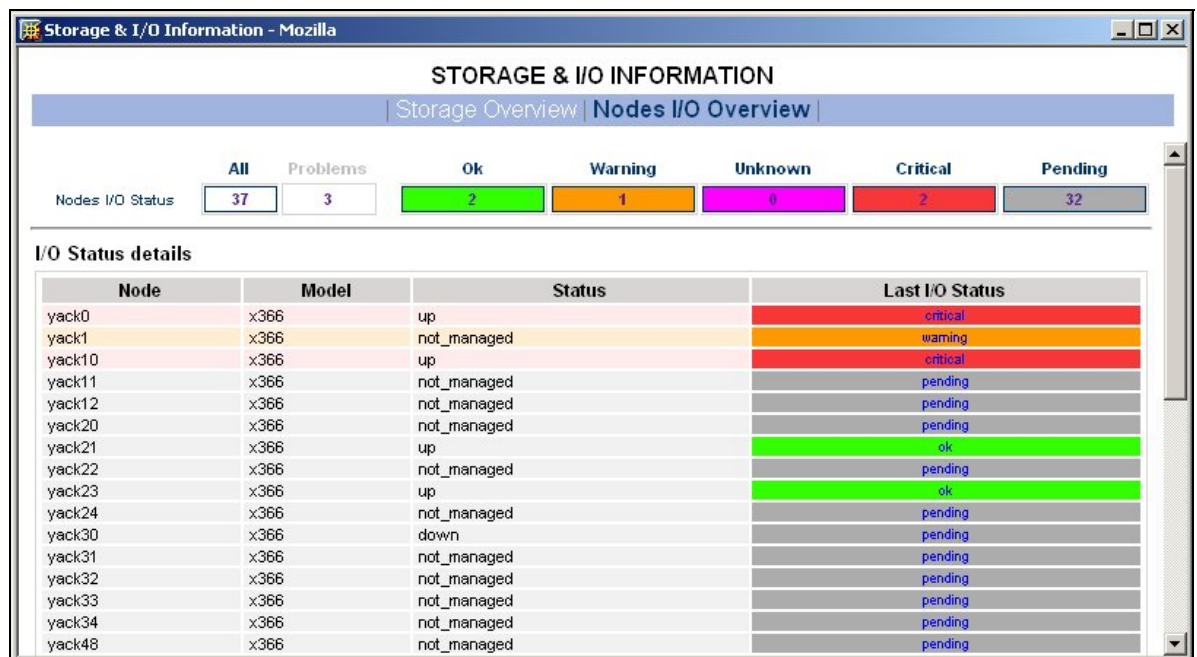 Storage & I/O Information - Mozilla
STORAGE & I/O INFORMATION
| Storage Overview | Nodes I/O Overview |
All Problems Ok Warning Unknown Critical Pending
Nodes I/O Status 37 3 2 1 0 2 32
I/O Status details
Node Model Status Last I/O Status
yack0 x366 up critical
yack1 x366 not_managed warning
yack10 x366 up critical
yack11 x366 not_managed pending
yack12 x366 not_managed pending
yack20 x366 not_managed pending
yack21 x366 up ok
yack22 x366 not_managed pending
yack23 x366 up ok
yack24 x366 not_managed pending
yack30 x366 down pending
yack31 x366 not_managed pending
yack32 x366 not_managed pending
yack33 x366 not_managed pending
yack34 x366 not_managed pending
yack48 x366 not_managed pending